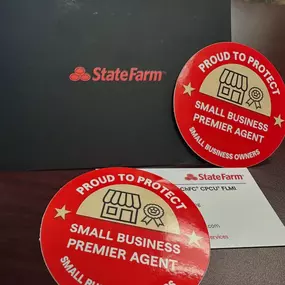 StateFarm
PROUD TO PROTECT
SMALL BUSINESS
PREMIER AGENT
SMALL BUSINESS OWNERS
StateFarm
ChFC® CPCU® FLMI
PROUD TO PROTECT
SMALL BUSINESS
PREMIER AGENT
SMALL